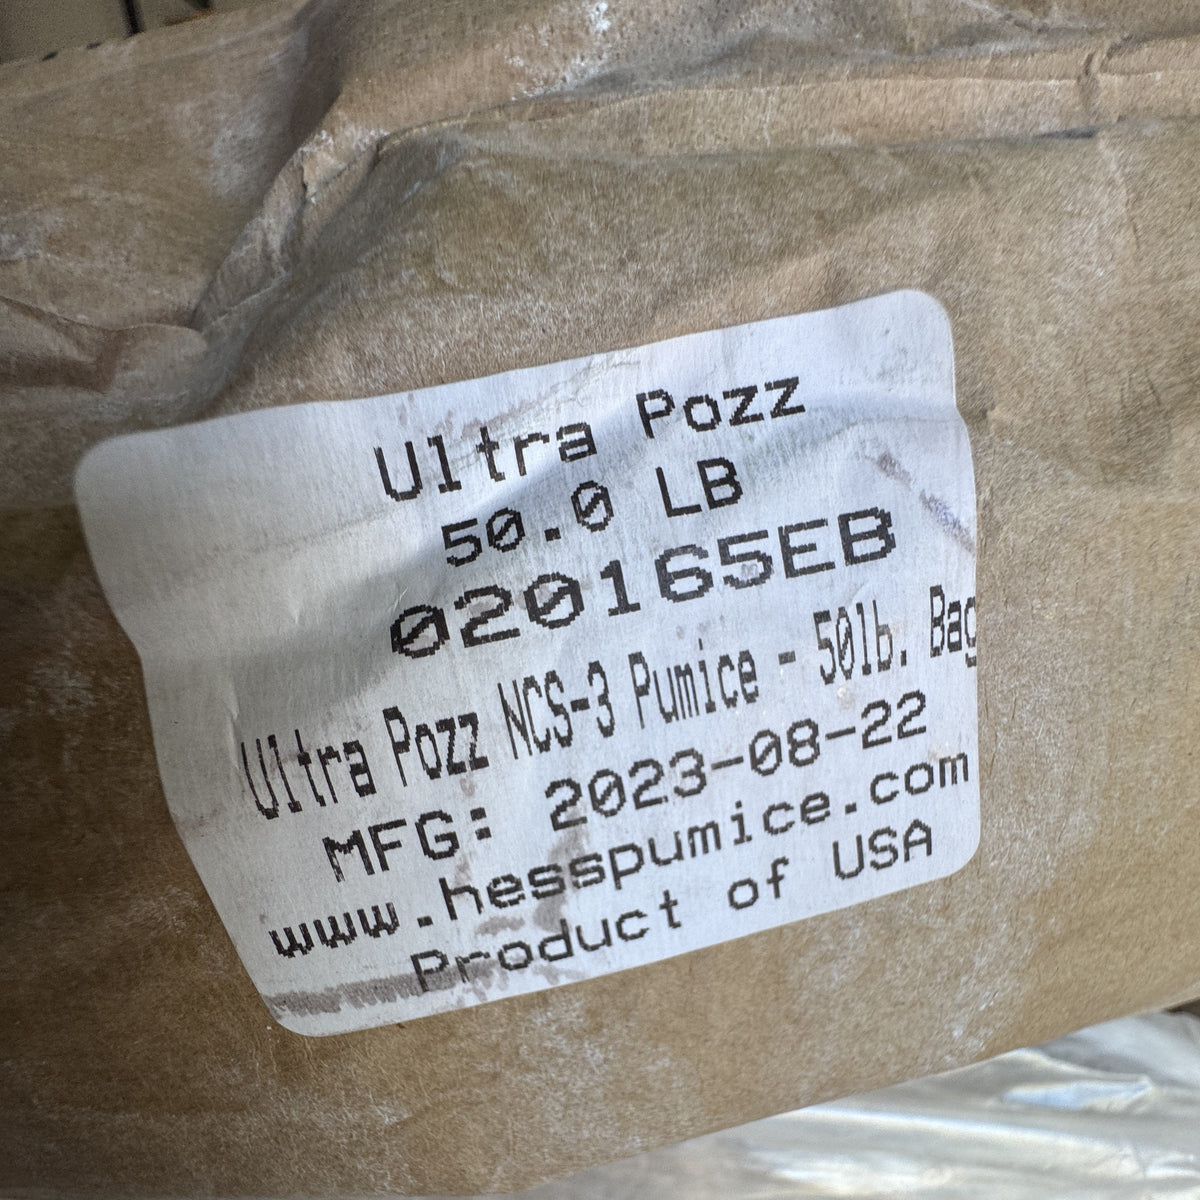 Ultra Pozz
50.0 LB
020165EB
Ultra Pozz NCS-3 Pumice - 50lb. Bag
MFG: 2023-08-22
www.hesspumice.com
Product of USA